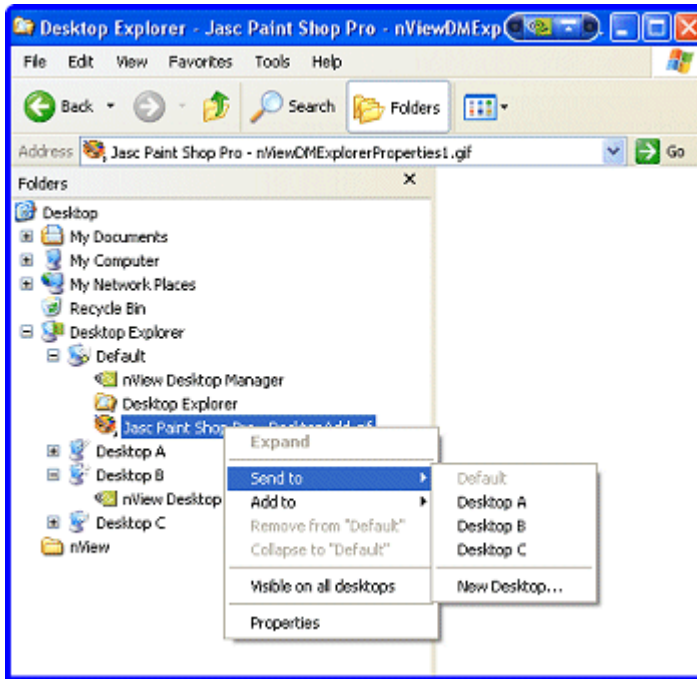 Desktop Explorer - Jasc Paint Shop Pro - nViewDMExp
File Edit View Favorites Tools Help
Back Search Folders
Address Jasc Paint Shop Pro - nViewDMExplorerProperties1.gif Go
Folders
Desktop
My Documents
My Computer
My Network Places
Recycle Bin
Desktop Explorer
Default
nView Desktop Manager
Desktop Explorer
Jasc Paint Shop Pro - DesktopAdd.gif
Desktop A
Desktop B
nView Desktop
Desktop C
nView
Expand
Send to
Add to
Remove from "Default"
Collapse to "Default"
Visible on all desktops
Properties
Default
Desktop A
Desktop B
Desktop C
New Desktop...